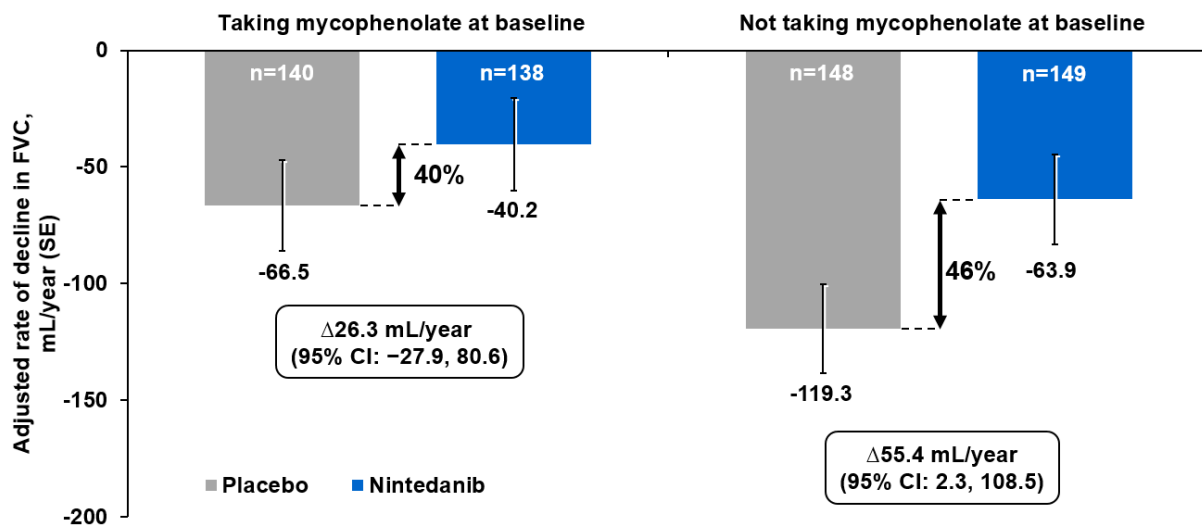 Taking mycophenolate at baseline
Not taking mycophenolate at baseline
Adjusted rate of decline in FVC,
mL/year (SE)
0
-50
-100
-150
-200
n=140
n=138
n=148
n=149
40%
-40.2
-66.5
46%
-63.9
-119.3
∆26.3 mL/year
(95% CI: −27.9, 80.6)
∆55.4 mL/year
(95% CI: 2.3, 108.5)
Placebo
Nintedanib